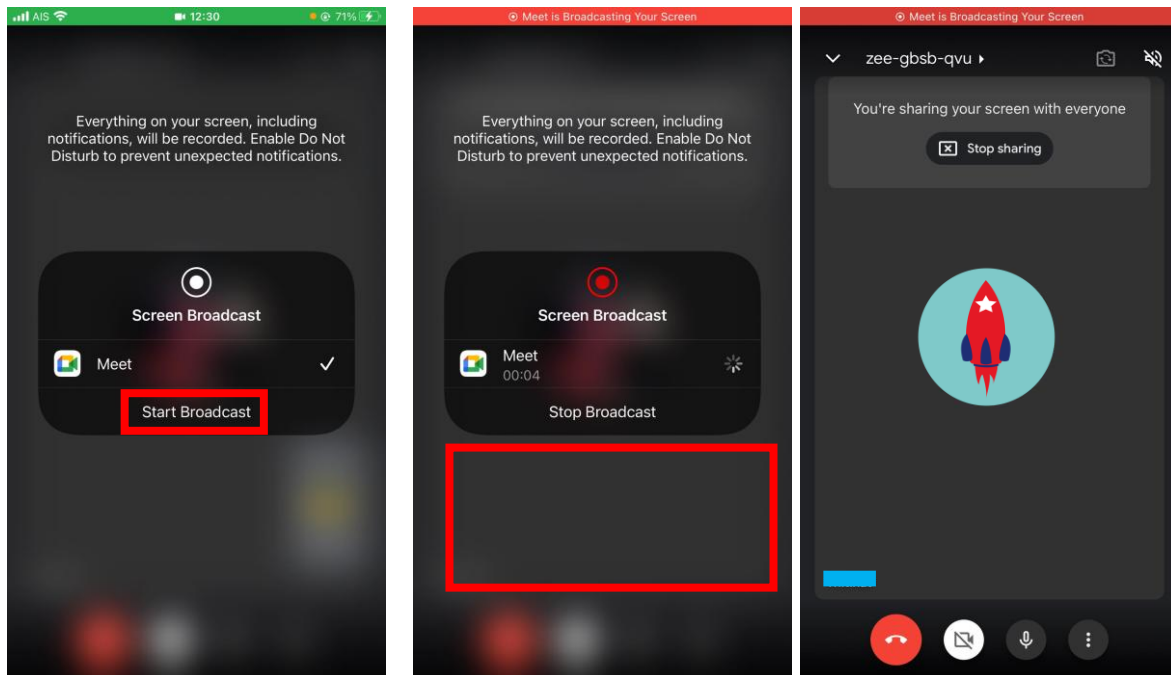 AIS 12:30 71%
Everything on your screen, including
notifications, will be recorded. Enable Do Not
Disturb to prevent unexpected notifications.
Screen Broadcast
Meet
Start Broadcast
Meet is Broadcasting Your Screen
Everything on your screen, including
notifications, will be recorded. Enable Do Not
Disturb to prevent unexpected notifications.
Screen Broadcast
Meet
00:04
Stop Broadcast
Meet is Broadcasting Your Screen
zee-gbsb-qvu
You're sharing your screen with everyone
Stop sharing